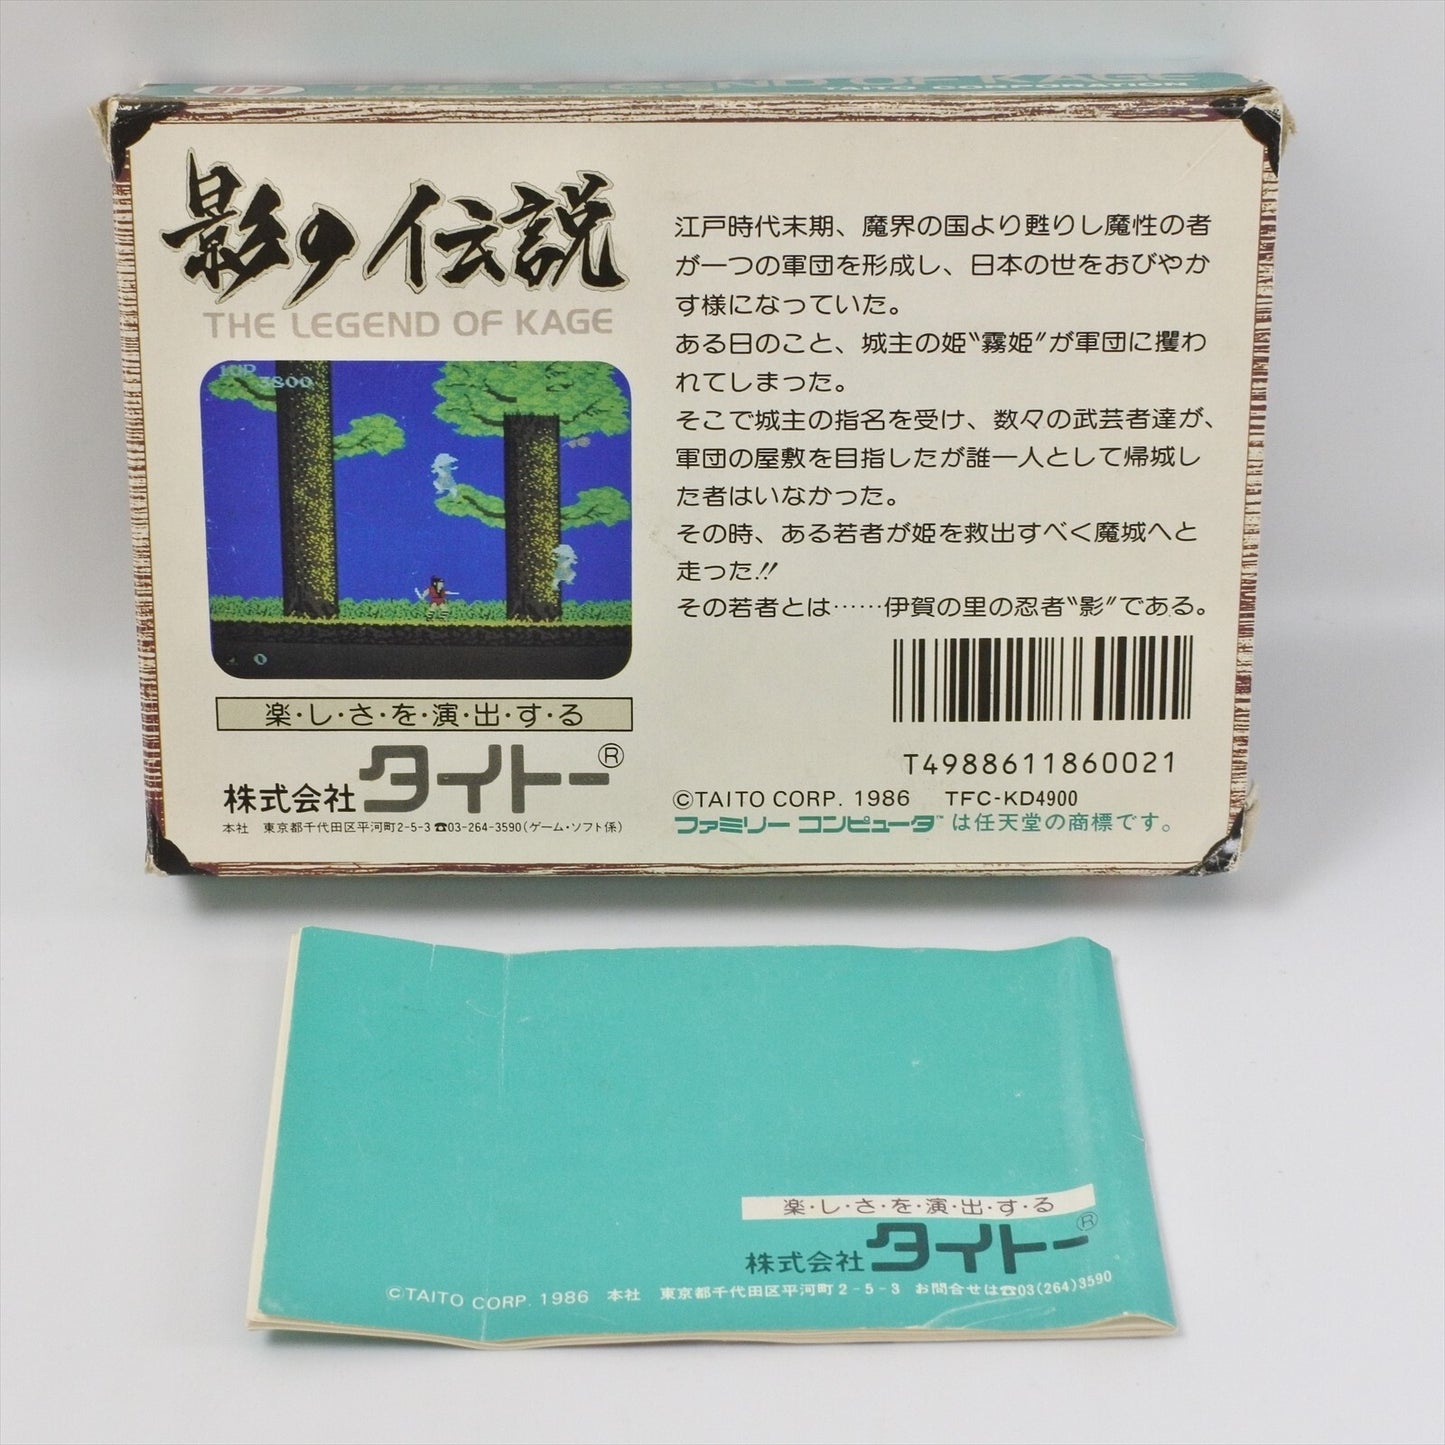 07 THE LEGEND OF KAGE
TAITO CORPORATION
影の伝説
THE LEGEND OF KAGE
1UP
3800
0
江戸時代末期、魔界の国より甦りし魔性の者
が一つの軍団を形成し、日本の世をおびやか
す様になっていた。
ある日のこと、城主の姫〝霧姫〞が軍団に攫わ
れてしまった。
そこで城主の指名を受け、数々の武芸者達が、
軍団の屋敷を目指したが誰一人として帰城し
た者はいなかった。
その時、ある若者が姫を救出すべく魔城へと
走った!!
その若者とは……伊賀の里の忍者〝影〞である。
楽・し・さ・を・演・出・す・る
株式会社タイトー®
本社 東京都千代田区平河町2-5-3 ☎03-264-3590(ゲーム・ソフト係)
T4988611860021
©TAITO CORP. 1986 TFC-KD4900
ファミリーコンピュータ™は任天堂の商標です。
楽・し・さ・を・演・出・す・る
株式会社タイトー®
©TAITO CORP. 1986 本社 東京都千代田区平河町2-5-3 お問合せは☎03(264)3590